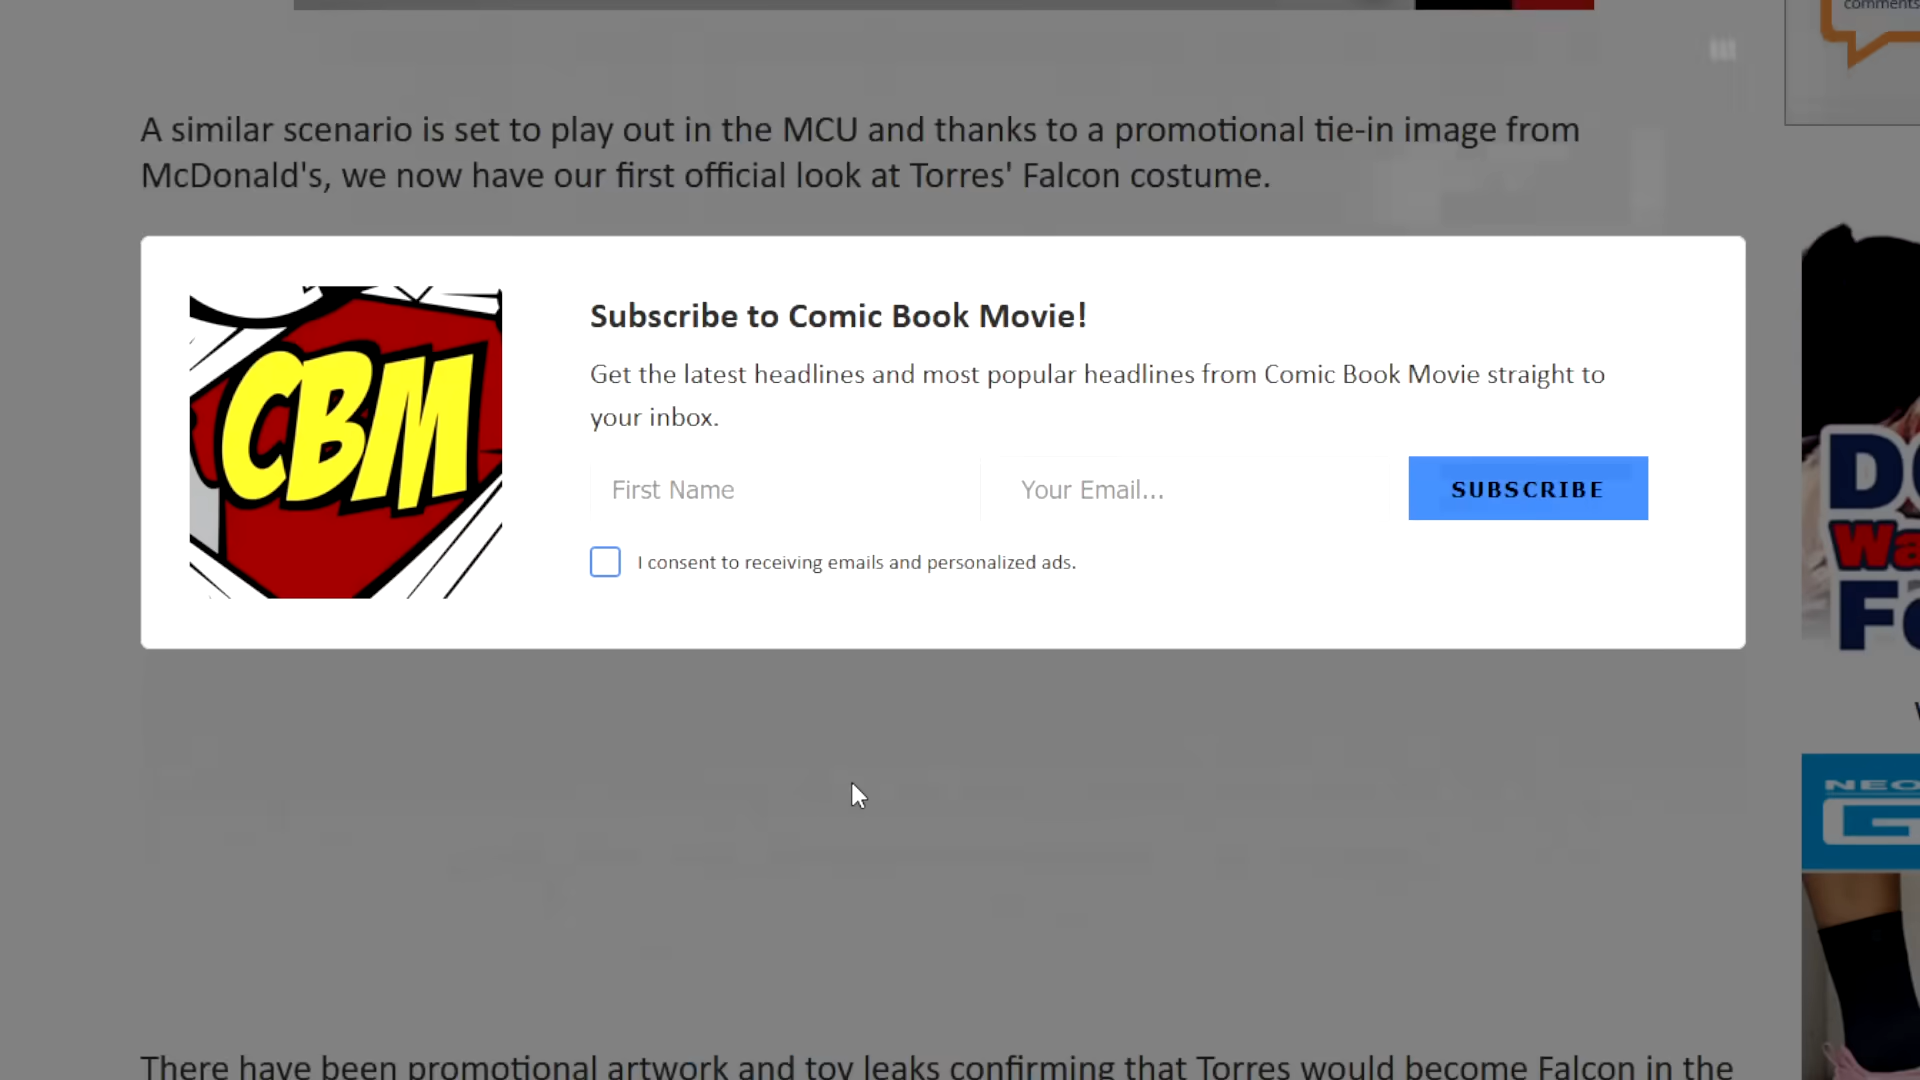 comments
A similar scenario is set to play out in the MCU and thanks to a promotional tie-in image from
McDonald's, we now have our first official look at Torres' Falcon costume.
CBM
Subscribe to Comic Book Movie!
Get the latest headlines and most popular headlines from Comic Book Movie straight to
your inbox.
First Name
Your Email...
SUBSCRIBE
I consent to receiving emails and personalized ads.
NEO
G
There have been promotional artwork and toy leaks confirming that Torres would become Falcon in the